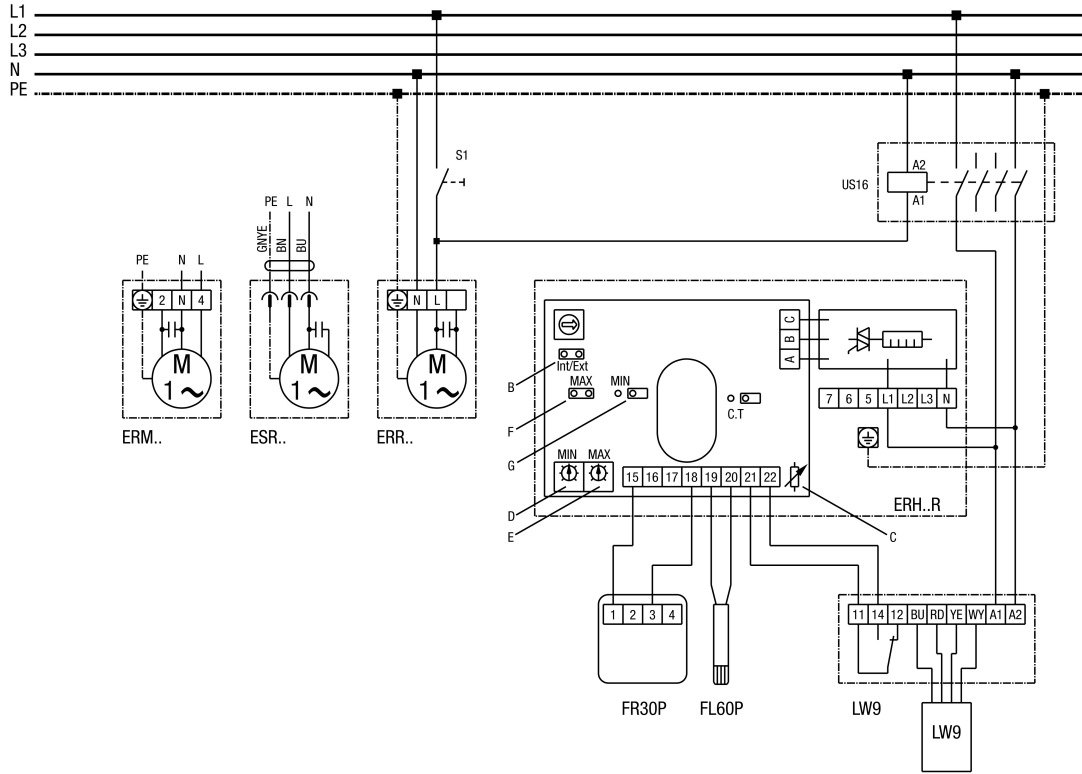 L1
L2
L3
N
PE
S1
US16
A2
A1
PE L N
GNYE
BN
BU
PE N L
2 N 4
M
1~
ERM..
M
1~
ESR..
N L
M
1~
ERR..
Int/Ext
MAX
MIN
C.T
C
B
A
7 6 5 L1 L2 L3 N
B
F
G
MIN MAX
15 16 17 18 19 20 21 22
D
E
C
ERH..R
1 2 3 4
FR30P
FL60P
11 14 12 BU RD YE WY A1 A2
LW9
LW9